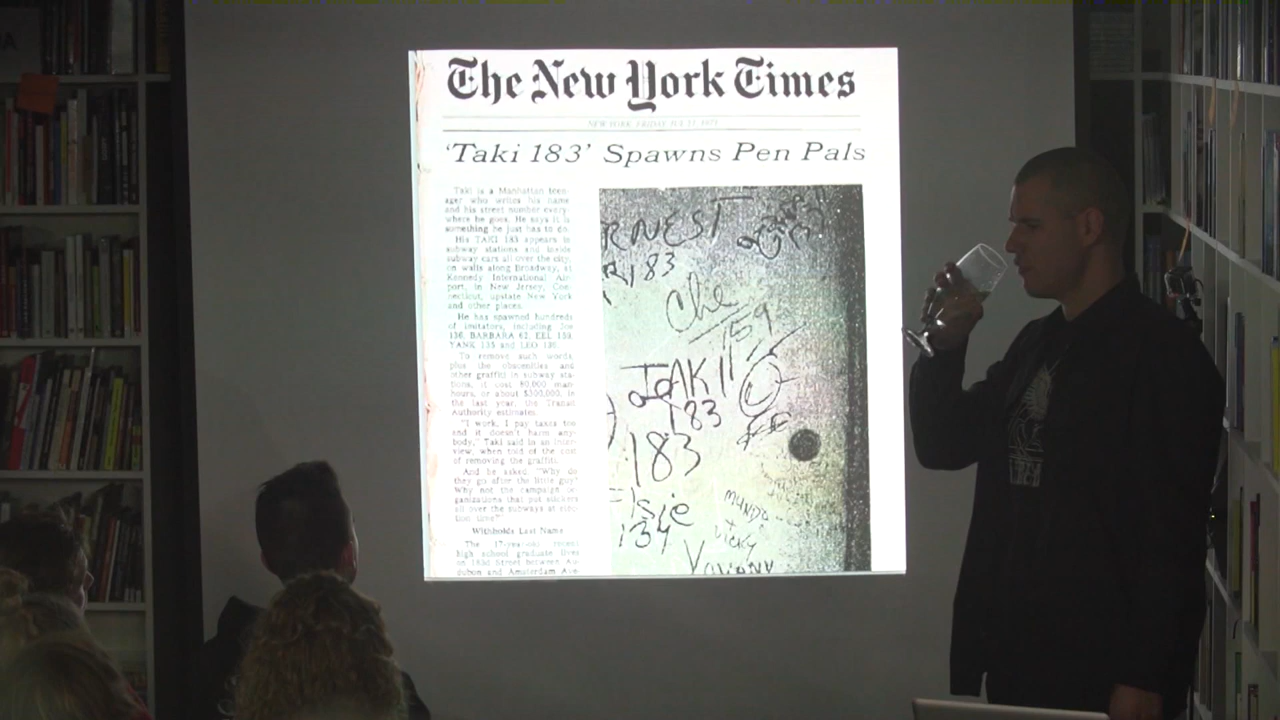 The New York Times
'Taki 183' Spawns Pen Pals
Taki is a Manhattan teen-
ager who writes his name
and his street number every-
where he goes. He says it is
something he just has to do.
His TAKI 183 appears in
subway stations and inside
subway cars all over the city,
on walls along Broadway, at
Kennedy International Air-
port, in New Jersey, Con-
necticut, upstate New York
and other places.
He has spawned hundreds
of imitators, including Joe
136, BARBARA 62, EEL 159,
YANK 135 and LEO 136.
To remove such words,
plus the obscenities and
other graffiti in subway sta-
tions, it cost 80,000 man-
hours, or about $300,000, in
the last year, the Transit
Authority estimates.
"I work, I pay taxes too
and it doesn't harm any-
body," Taki said in an inter-
view, when told of the cost
of removing the graffiti.
And he asked: "Why do
they go after the little guy?
Why not the campaign or-
ganizations that put stickers
all over the subways at elec-
tion time?"
Withholds Last Name
The 17-year-old recent
high school graduate lives
on 183d Street between Au-
dubon and Amsterdam Ave-
RNEST
183
Che
159
TAKI
183
183
Elsie
134